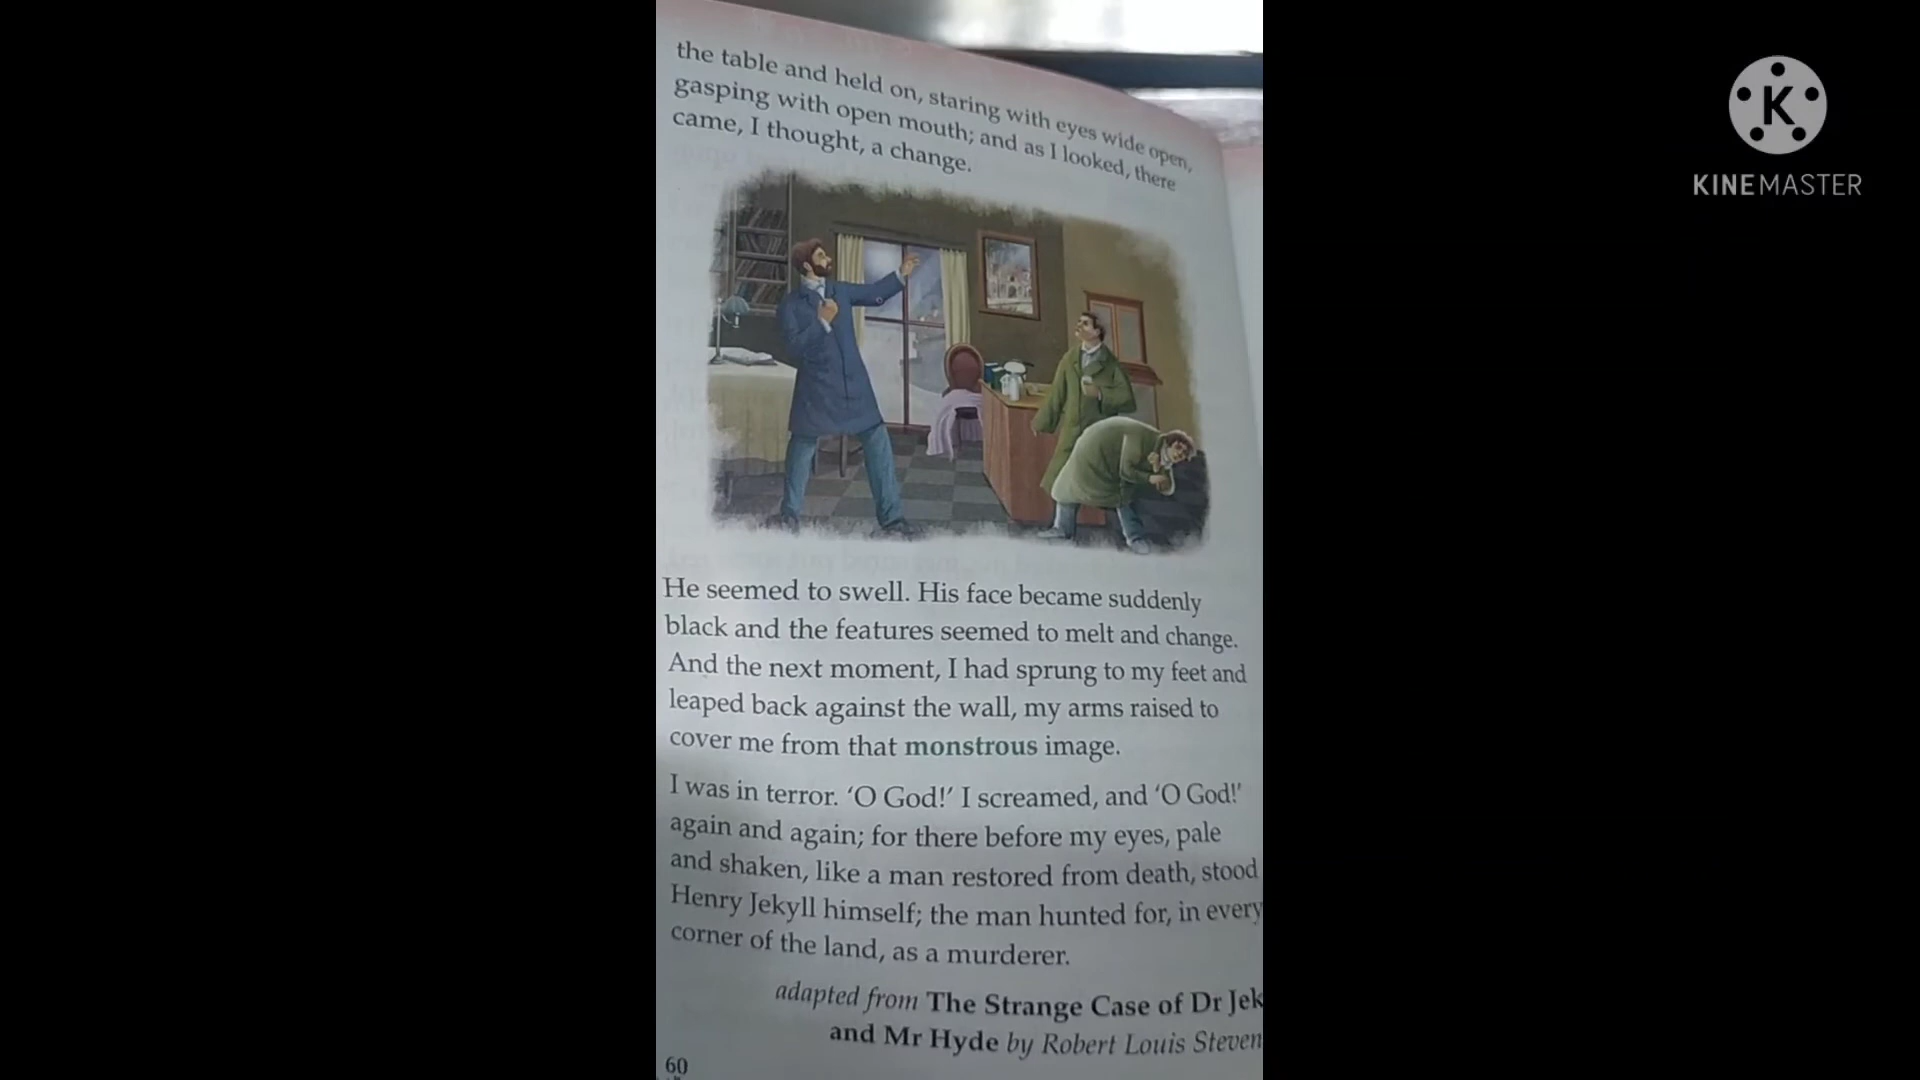 the table and held on, staring with eyes wide open,
gasping with open mouth; and as I looked, there
came, I thought, a change.
He seemed to swell. His face became suddenly
black and the features seemed to melt and change.
And the next moment, I had sprung to my feet and
leaped back against the wall, my arms raised to
cover me from that monstrous image.
I was in terror. ‘O God!’ I screamed, and ‘O God!’
again and again; for there before my eyes, pale
and shaken, like a man restored from death, stood
Henry Jekyll himself; the man hunted for, in every
corner of the land, as a murderer.
adapted from The Strange Case of Dr Jek
and Mr Hyde by Robert Louis Steven
60
K
KINEMASTER